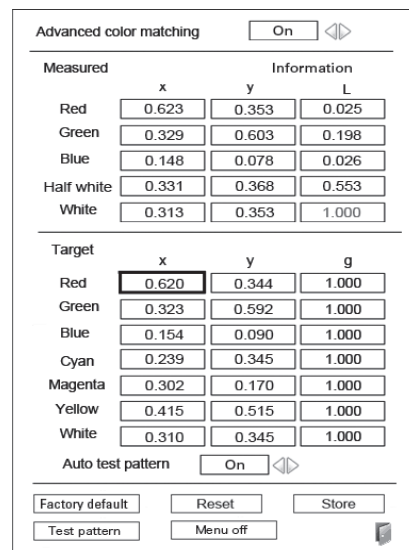 Advanced color matching On
Measured Information
x y L
Red 0.623 0.353 0.025
Green 0.329 0.603 0.198
Blue 0.148 0.078 0.026
Half white 0.331 0.368 0.553
White 0.313 0.353 1.000
Target
x y g
Red 0.620 0.344 1.000
Green 0.323 0.592 1.000
Blue 0.154 0.090 1.000
Cyan 0.239 0.345 1.000
Magenta 0.302 0.170 1.000
Yellow 0.415 0.515 1.000
White 0.310 0.345 1.000
Auto test pattern On
Factory default Reset Store
Test pattern Menu off